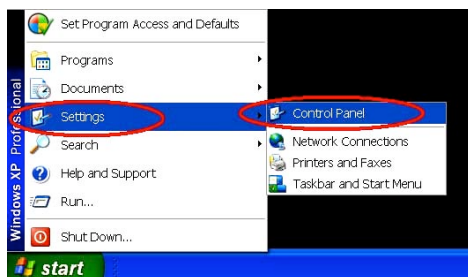 Set Program Access and Defaults
Programs
Documents
Settings
Search
Help and Support
Run...
Shut Down...
Windows XP Professional
Control Panel
Network Connections
Printers and Faxes
Taskbar and Start Menu
start